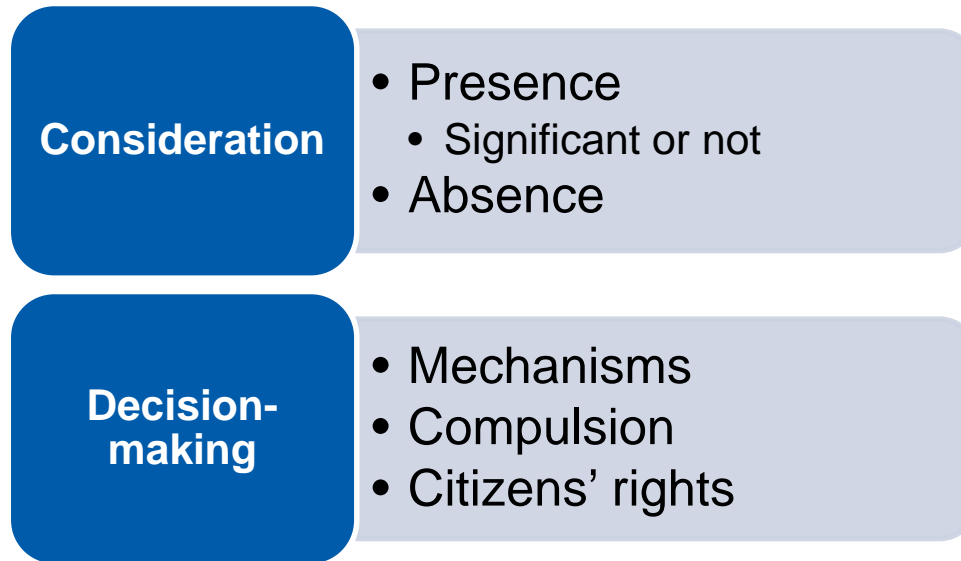 Consideration
• Presence
• Significant or not
• Absence
Decision-
making
• Mechanisms
• Compulsion
• Citizens’ rights